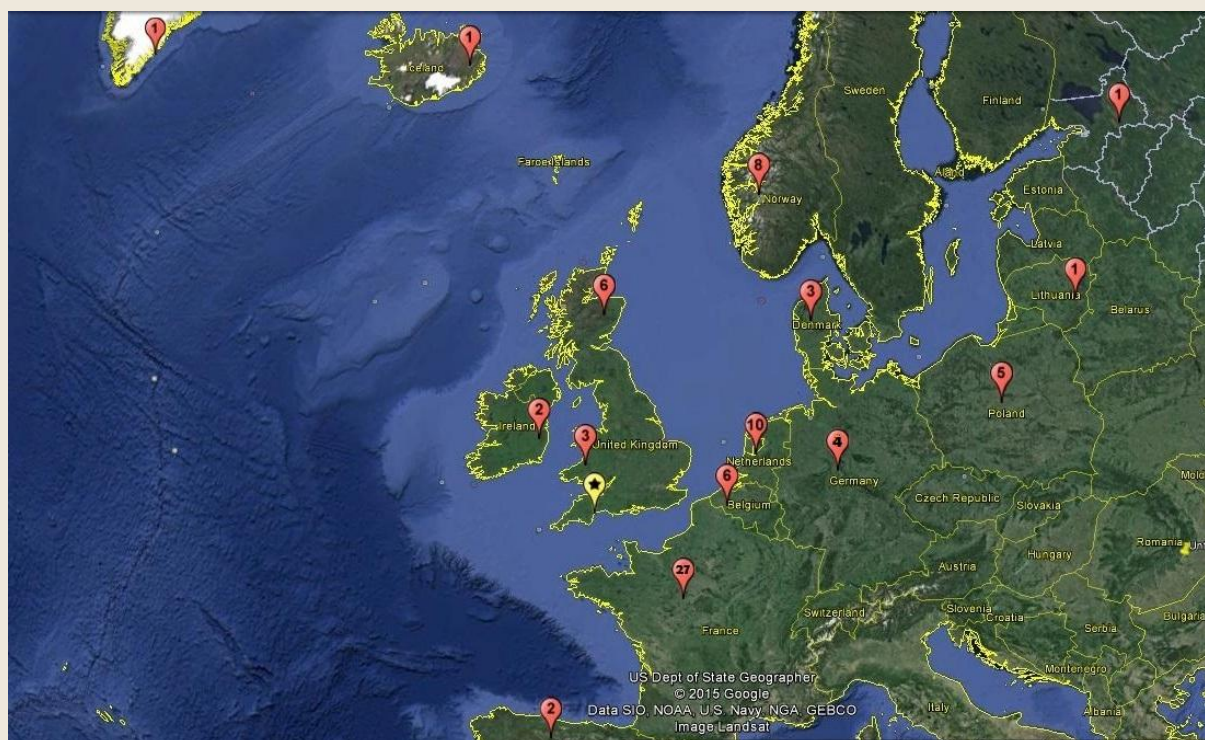 1
1
Iceland
Sweden
Finland
1
Faroe Islands
8
Norway
Åland
Estonia
Latvia
1
Lithuania
6
3
Denmark
Belarus
5
Poland
2
Ireland
3
United Kingdom
10
Netherlands
4
Germany
6
Belgium
Czech Republic
Slovakia
Mold
Romania
Un
Hungary
Austria
27
France
Switzerland
Slovenia
Croatia
Serbia
Bulgaria
Montenegro
Albania
Italy
2
US Dept of State Geographer
© 2015 Google
Data SIO, NOAA, U.S. Navy, NGA, GEBCO
Image Landsat